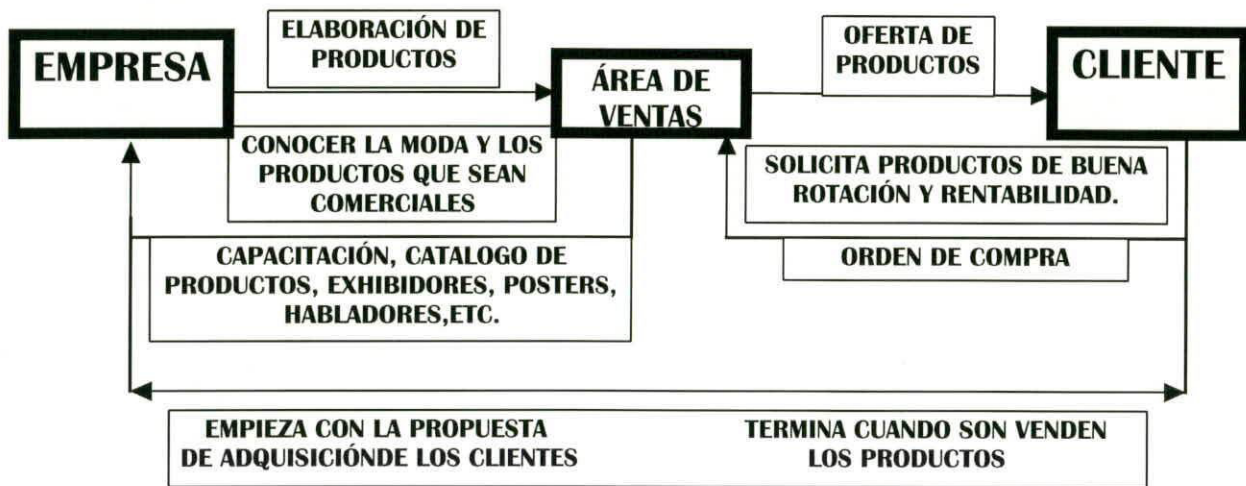 EMPRESA
ELABORACIÓN DE
PRODUCTOS
ÁREA DE
VENTAS
OFERTA DE
PRODUCTOS
CLIENTE
CONOCER LA MODA Y LOS
PRODUCTOS QUE SEAN
COMERCIALES
SOLICITA PRODUCTOS DE BUENA
ROTACIÓN Y RENTABILIDAD.
CAPACITACIÓN, CATALOGO DE
PRODUCTOS, EXHIBIDORES, POSTERS,
HABLADORES,ETC.
ORDEN DE COMPRA
EMPIEZA CON LA PROPUESTA
DE ADQUISICIÓNDE LOS CLIENTES
TERMINA CUANDO SON VENDEN
LOS PRODUCTOS